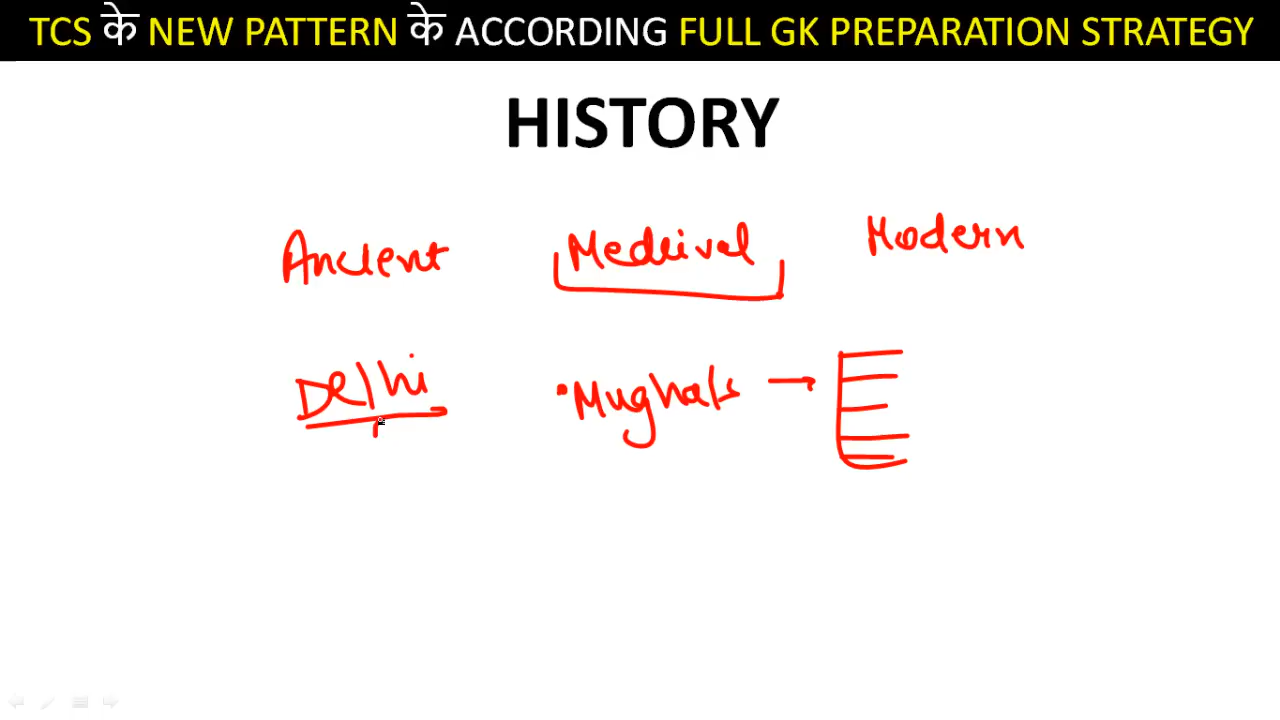 TCS के NEW PATTERN के ACCORDING FULL GK PREPARATION STRATEGY
HISTORY
Ancient Medeival Modern
Delhi • Mughals →